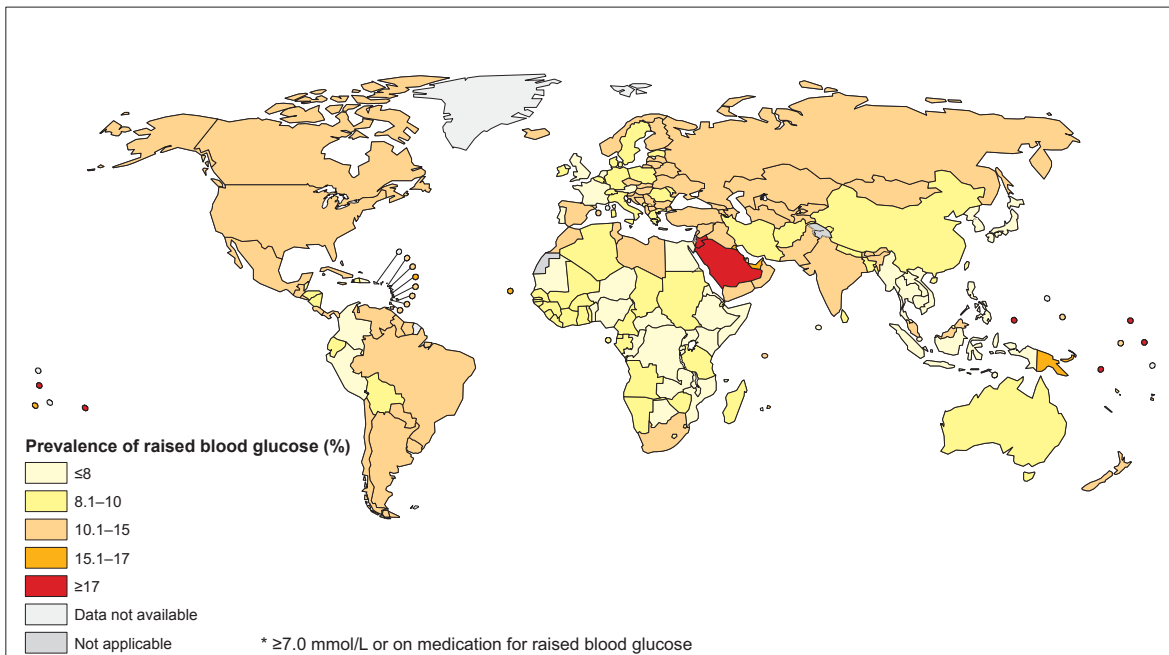 Prevalence of raised blood glucose (%)
≤8
8.1–10
10.1–15
15.1–17
≥17
Data not available
Not applicable
* ≥7.0 mmol/L or on medication for raised blood glucose